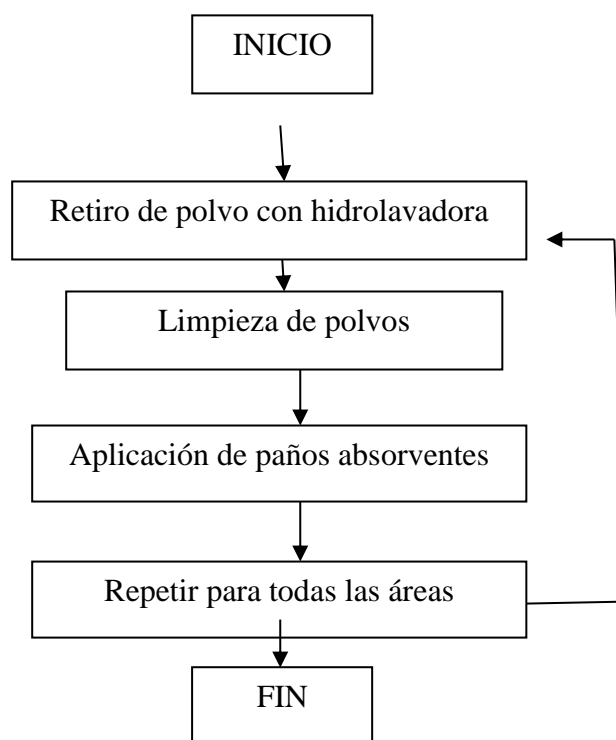 INICIO
Retiro de polvo con hidrolavadora
Limpieza de polvos
Aplicación de paños absorventes
Repetir para todas las áreas
FIN